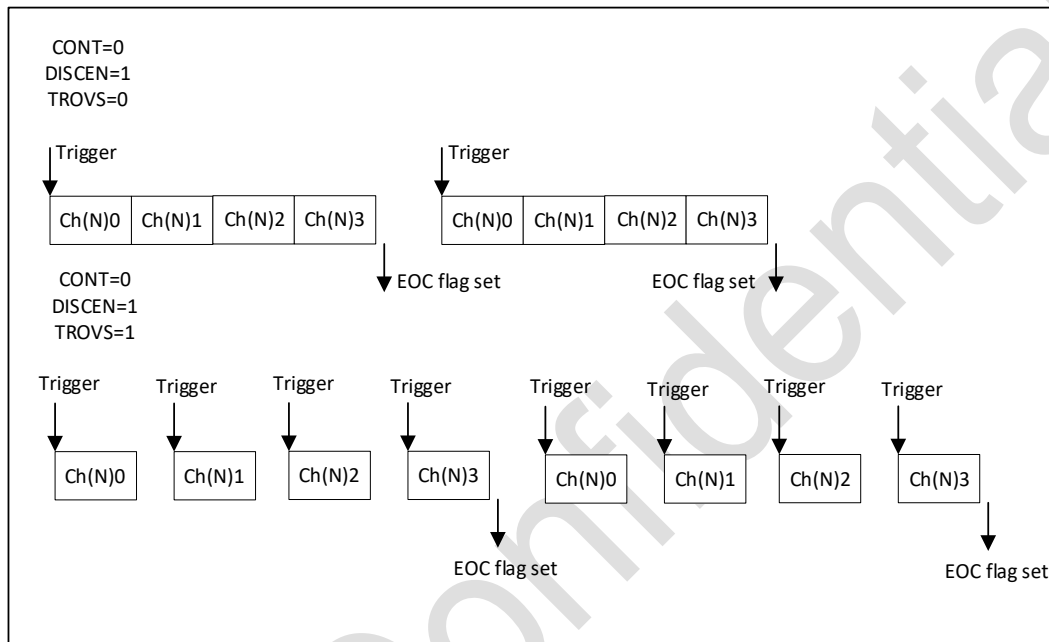 CONT=0
DISCEN=1
TROVS=0
Trigger Trigger
Ch(N)0 Ch(N)1 Ch(N)2 Ch(N)3 Ch(N)0 Ch(N)1 Ch(N)2 Ch(N)3
EOC flag set EOC flag set
CONT=0
DISCEN=1
TROVS=1
Trigger Trigger Trigger Trigger Trigger Trigger Trigger Trigger
Ch(N)0 Ch(N)1 Ch(N)2 Ch(N)3 Ch(N)0 Ch(N)1 Ch(N)2 Ch(N)3
EOC flag set EOC flag set
Confidential